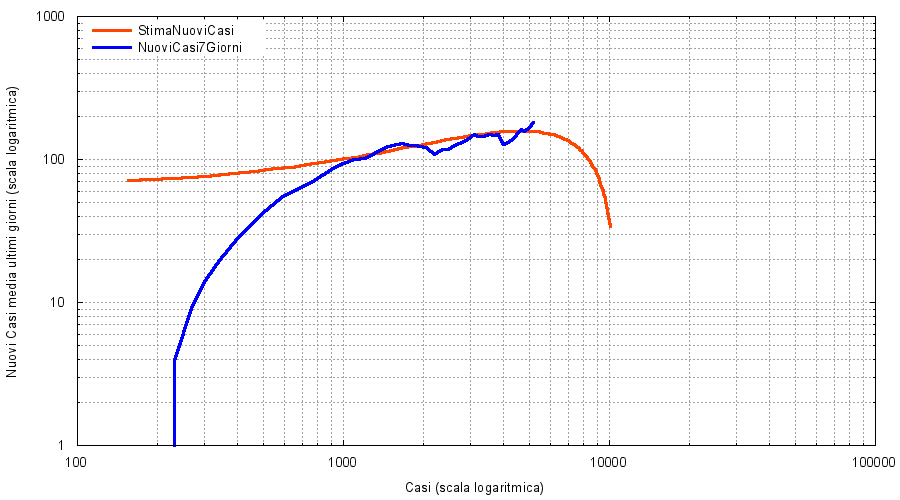 1000
StimaNuoviCasi
NuoviCasi7Giorni
100
10
1
Nuovi Casi media ultimi giorni (scala logaritmica)
100
1000
10000
100000
Casi (scala logaritmica)